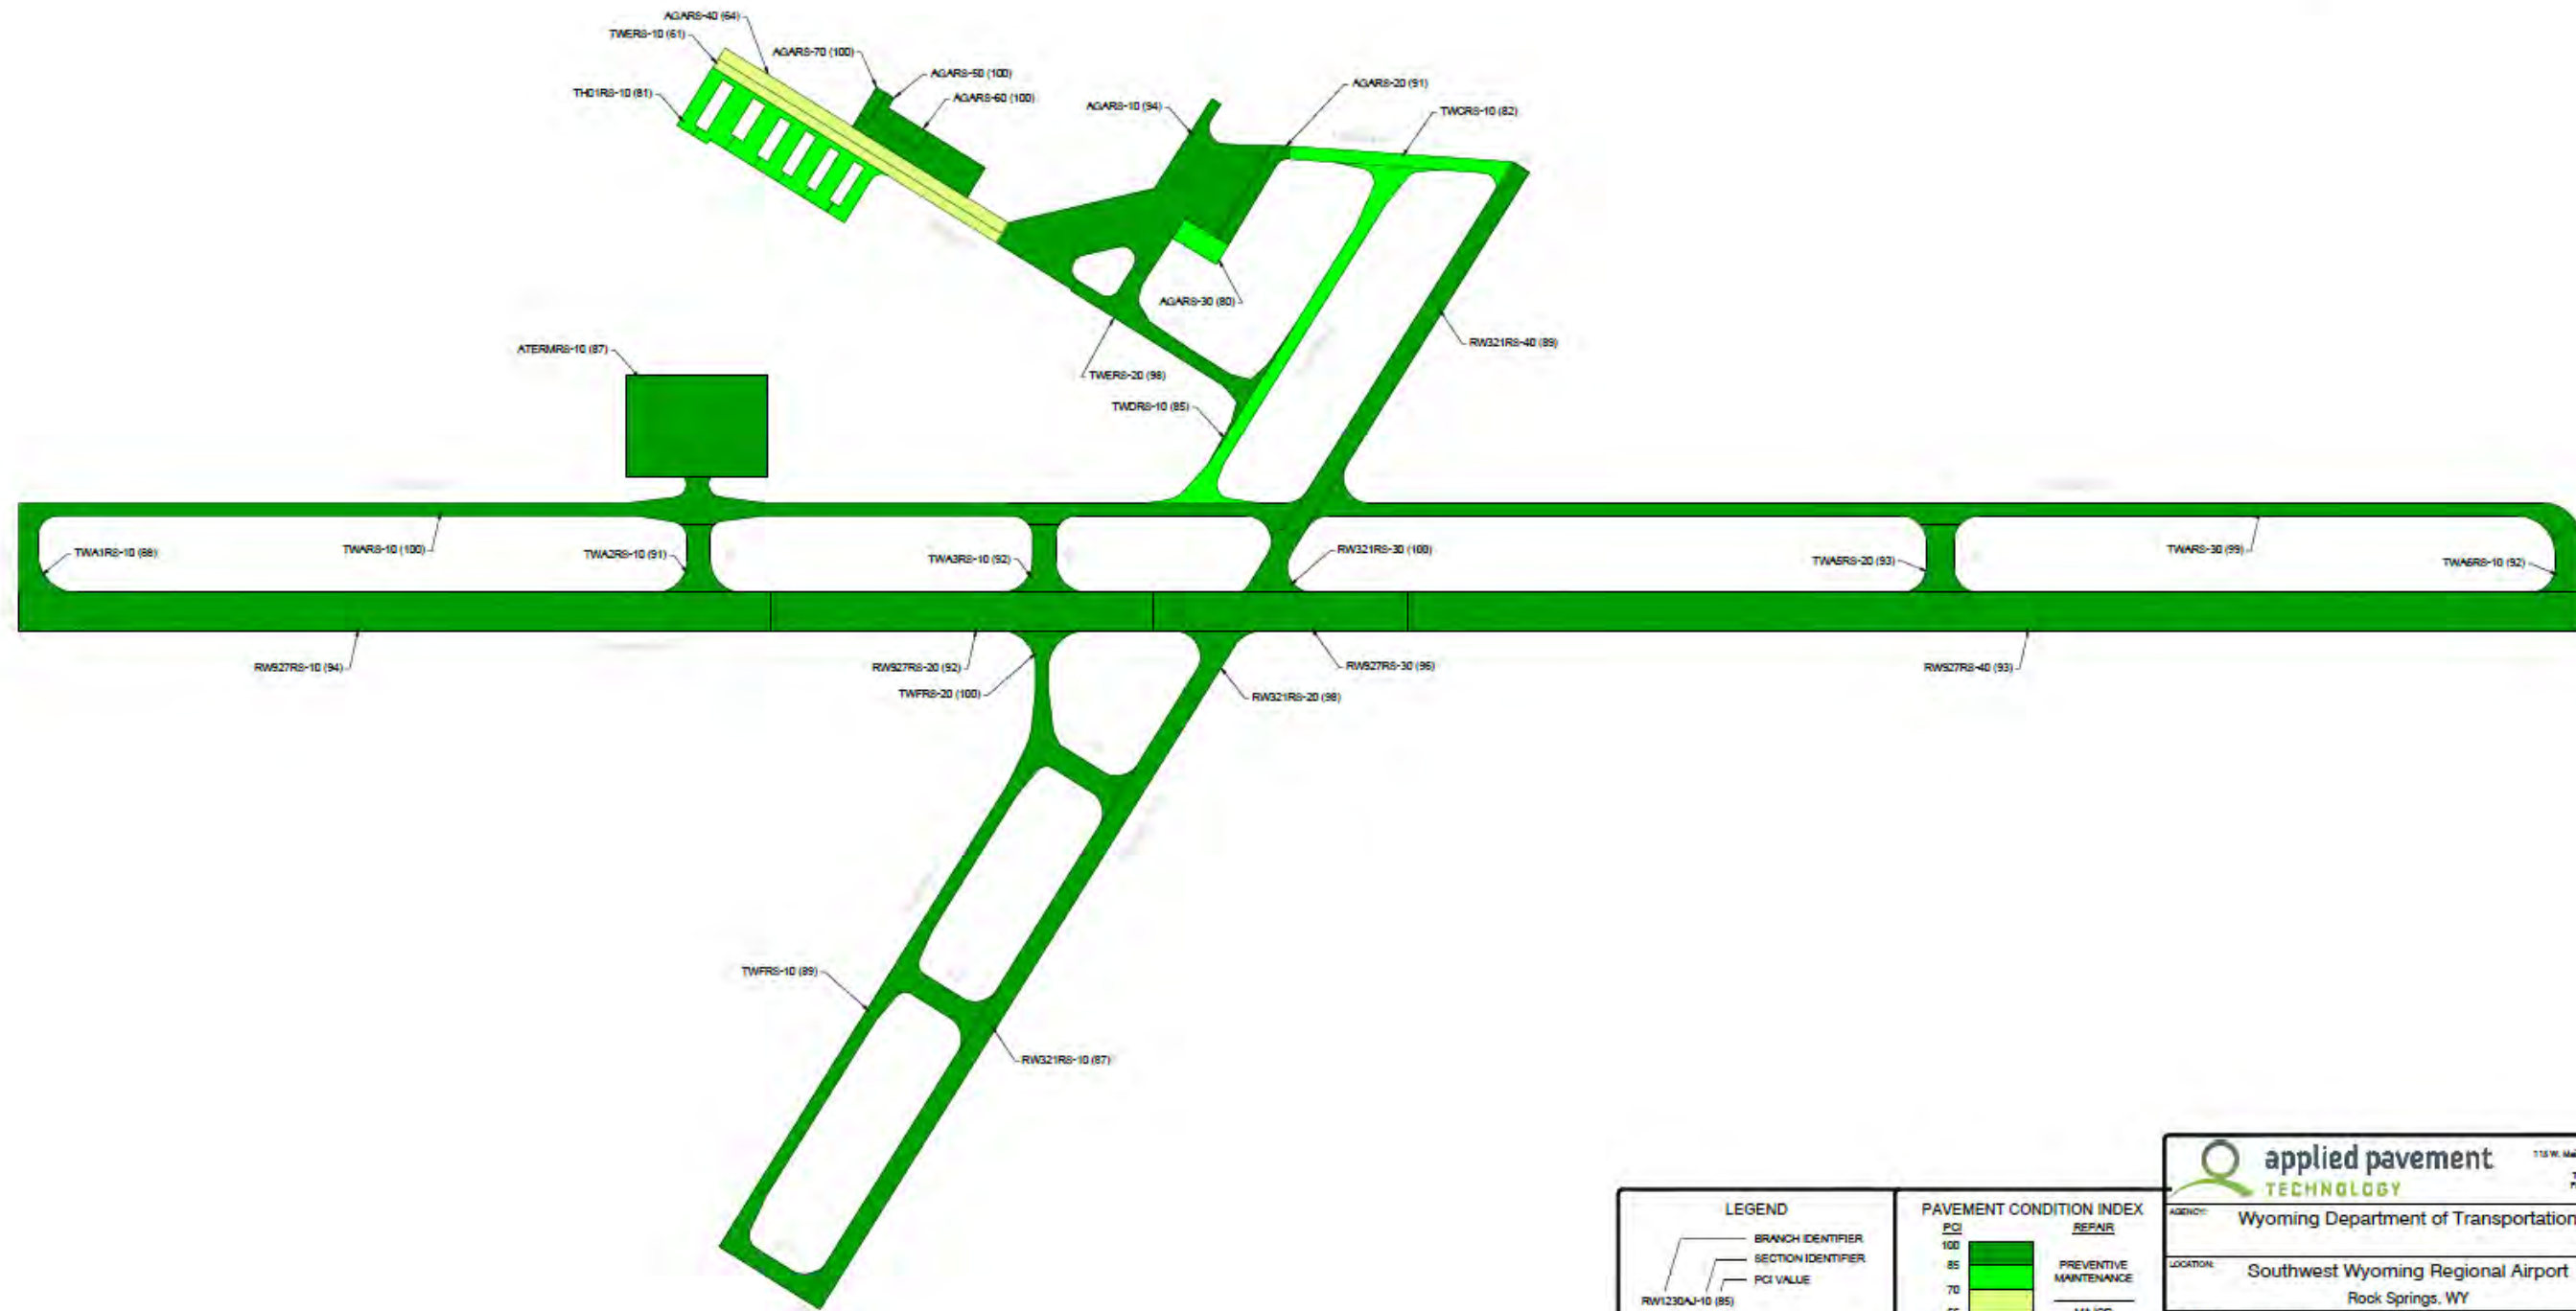 AGARS-40 (64)
TWERS-10 (61)
AGARS-70 (100)
AGARS-50 (100)
AGARS-60 (100)
TH01RS-10 (81)
AGARS-10 (94)
AGARS-20 (91)
TWCRS-10 (82)
AGARS-30 (80)
RW321RS-40 (89)
ATERMRS-10 (87)
TWERS-20 (98)
TWDRS-10 (85)
TWA1RS-10 (88)
TWARS-10 (100)
TWA2RS-10 (91)
TWA3RS-10 (92)
RW321RS-30 (100)
TWA5RS-20 (93)
TWARS-30 (99)
TWA6RS-10 (92)
RW927RS-10 (94)
RW927RS-20 (92)
RW927RS-30 (96)
RW927RS-40 (93)
TWFRS-20 (100)
RW321RS-20 (98)
TWFRS-10 (89)
RW321RS-10 (87)
LEGEND
BRANCH IDENTIFIER
SECTION IDENTIFIER
PCI VALUE
RW1230AJ-10 (85)
PAVEMENT CONDITION INDEX
PCI REPAIR
100
85
PREVENTIVE
MAINTENANCE
70
applied pavement
TECHNOLOGY
115 W.
AGENCY: Wyoming Department of Transportation
LOCATION: Southwest Wyoming Regional Airport
Rock Springs, WY